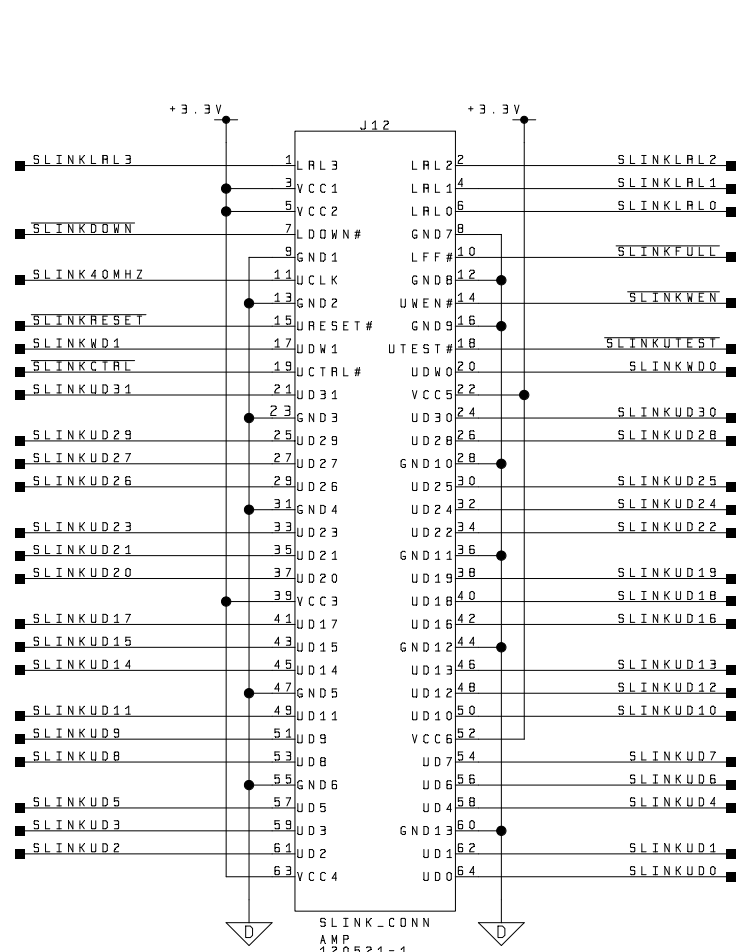 +3.3V +3.3V
J12
SLINKLRL3 1 LRL3 LRL2 2 SLINKLRL2
3 VCC1 LRL1 4 SLINKLRL1
5 VCC2 LRL0 6 SLINKLRL0
SLINKDOWN 7 LDOWN# GND7 8
9 GND1 LFF# 10 SLINKFULL
SLINK40MHZ 11 UCLK GND8 12
13 GND2 UWEN# 14 SLINKWEN
SLINKRESET 15 URESET# GND9 16
SLINKWD1 17 UDW1 UTEST# 18 SLINKUTEST
SLINKCTRL 19 UCTRL# UDW0 20 SLINKWD0
SLINKUD31 21 UD31 VCC5 22
23 GND3 UD30 24 SLINKUD30
SLINKUD29 25 UD29 UD28 26 SLINKUD28
SLINKUD27 27 UD27 GND10 28
SLINKUD26 29 UD26 UD25 30 SLINKUD25
31 GND4 UD24 32 SLINKUD24
SLINKUD23 33 UD23 UD22 34 SLINKUD22
SLINKUD21 35 UD21 GND11 36
SLINKUD20 37 UD20 UD19 38 SLINKUD19
39 VCC3 UD18 40 SLINKUD18
SLINKUD17 41 UD17 UD16 42 SLINKUD16
SLINKUD15 43 UD15 GND12 44
SLINKUD14 45 UD14 UD13 46 SLINKUD13
47 GND5 UD12 48 SLINKUD12
SLINKUD11 49 UD11 UD10 50 SLINKUD10
SLINKUD9 51 UD9 VCC6 52
SLINKUD8 53 UD8 UD7 54 SLINKUD7
55 GND6 UD6 56 SLINKUD6
SLINKUD5 57 UD5 UD4 58 SLINKUD4
SLINKUD3 59 UD3 GND13 60
SLINKUD2 61 UD2 UD1 62 SLINKUD1
63 VCC4 UD0 64 SLINKUD0
D SLINK_CONN D
AMP
120521-1